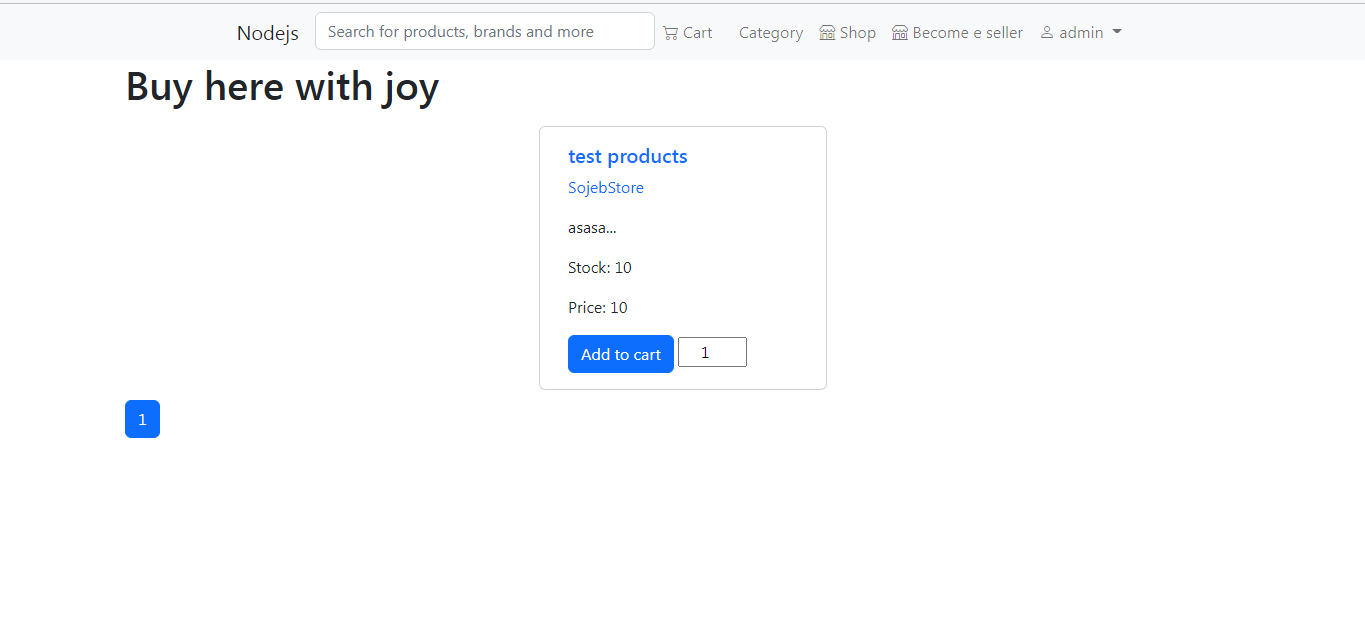 Nodejs Search for products, brands and more Cart Category Shop Become e seller admin
Buy here with joy
test products
SojebStore
asasa...
Stock: 10
Price: 10
Add to cart 1
1